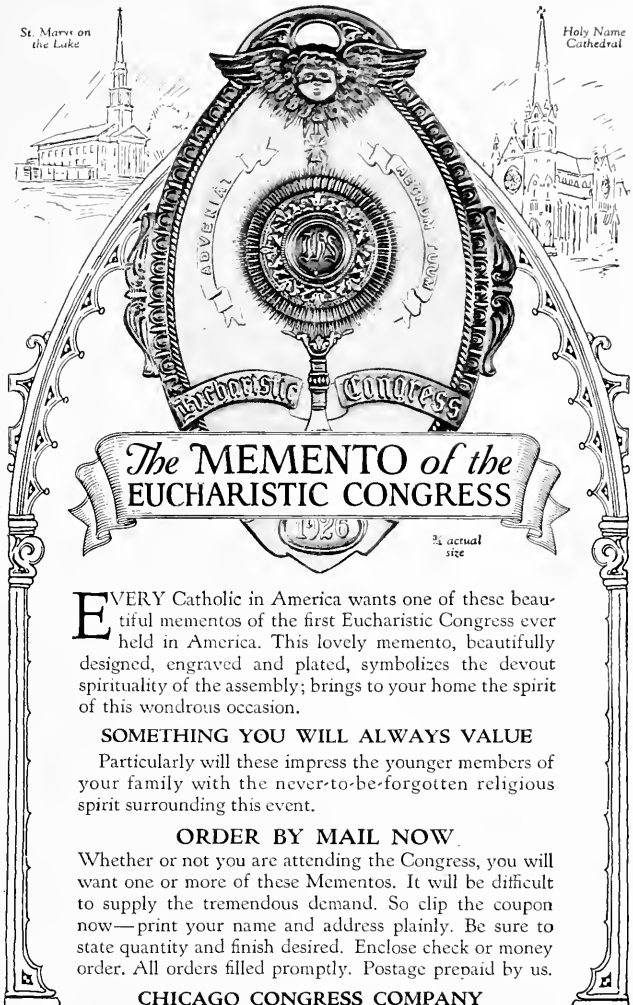 St. Marys on
the Lake
Holy Name
Cathedral
ADVENIAT
REGNUM TUUM
IHS
Eucharistic Congress
The MEMENTO of the
EUCHARISTIC CONGRESS
1926
¾ actual
size
EVERY Catholic in America wants one of these beau-
tiful mementos of the first Eucharistic Congress ever
held in America. This lovely memento, beautifully
designed, engraved and plated, symbolizes the devout
spirituality of the assembly; brings to your home the spirit
of this wondrous occasion.
SOMETHING YOU WILL ALWAYS VALUE
Particularly will these impress the younger members of
your family with the never-to-be-forgotten religious
spirit surrounding this event.
ORDER BY MAIL NOW
Whether or not you are attending the Congress, you will
want one or more of these Mementos. It will be difficult
to supply the tremendous demand. So clip the coupon
now—print your name and address plainly. Be sure to
state quantity and finish desired. Enclose check or money
order. All orders filled promptly. Postage prepaid by us.
CHICAGO CONGRESS COMPANY